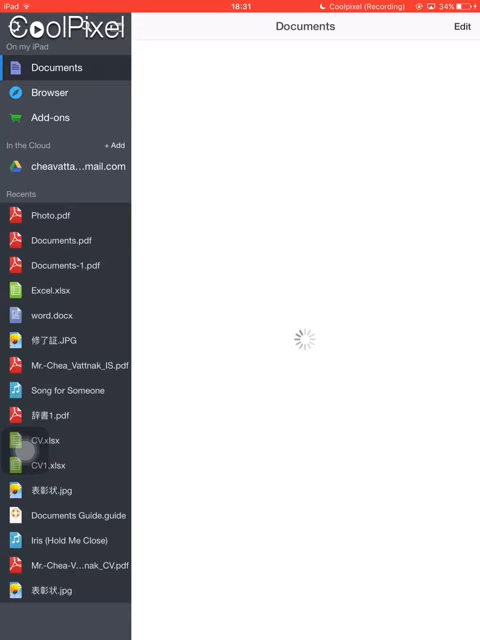 iPad 18:31 Coolpixel (Recording) 34%
CoolPixel
Documents Edit
On my iPad
Documents
Browser
Add-ons
In the Cloud + Add
cheavatta...mail.com
Recents
Photo.pdf
Documents.pdf
Documents-1.pdf
Excel.xlsx
word.docx
修了証.JPG
Mr.-Chea_Vattnak_IS.pdf
Song for Someone
辞書1.pdf
CV.xlsx
CV1.xlsx
表彰状.jpg
Documents Guide.guide
Iris (Hold Me Close)
Mr.-Chea-V...nak_CV.pdf
表彰状.jpg